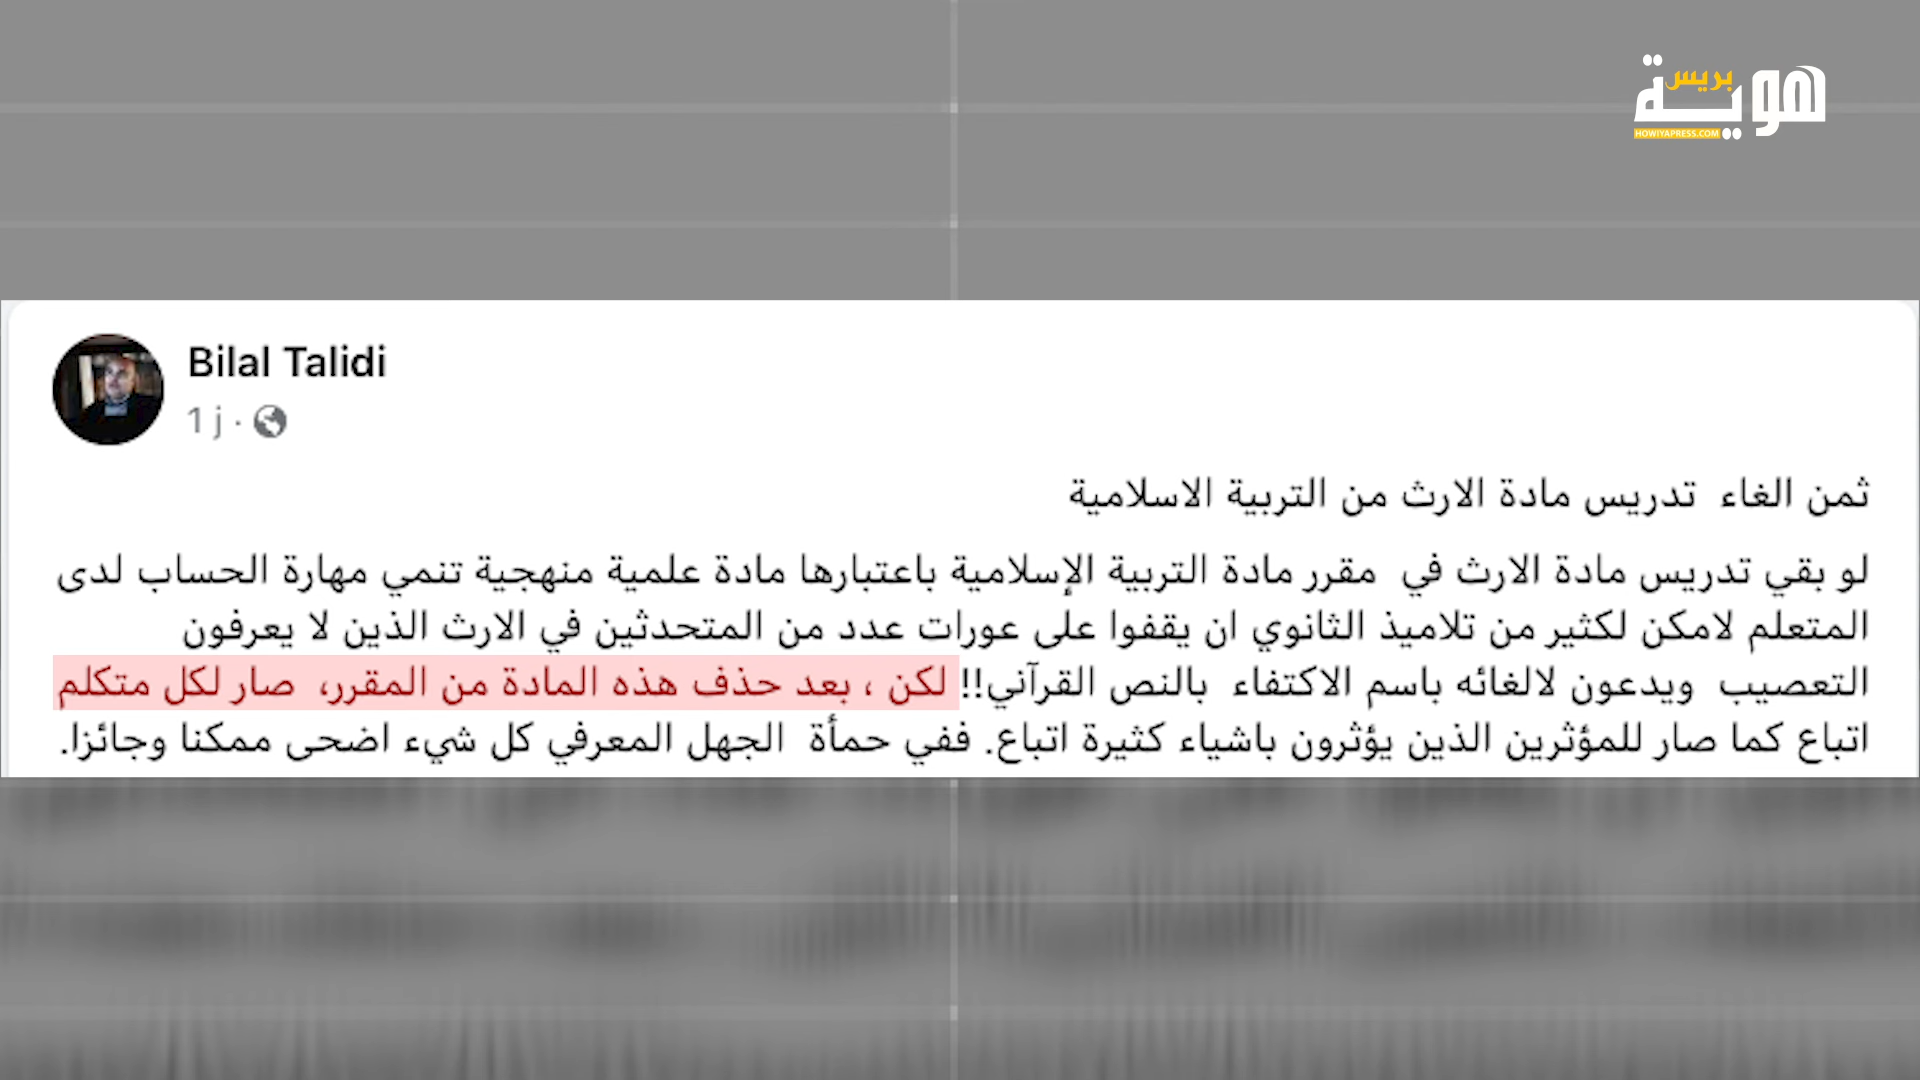 هوية بريس
HOWIYAPRESS.COM
Bilal Talidi
1 j ·
ثمن الغاء تدريس مادة الارث من التربية الاسلامية
لو بقي تدريس مادة الارث في مقرر مادة التربية الإسلامية باعتبارها مادة علمية منهجية تنمي مهارة الحساب لدى
المتعلم لامكن لكثير من تلاميذ الثانوي ان يقفوا على عورات عدد من المتحدثين في الارث الذين لا يعرفون
التعصيب ويدعون لالغائه باسم الاكتفاء بالنص القرآني!! لكن ، بعد حذف هذه المادة من المقرر، صار لكل متكلم
اتباع كما صار للمؤثرين الذين يؤثرون باشياء كثيرة اتباع. ففي حمأة الجهل المعرفي كل شيء اضحى ممكنا وجائزا.